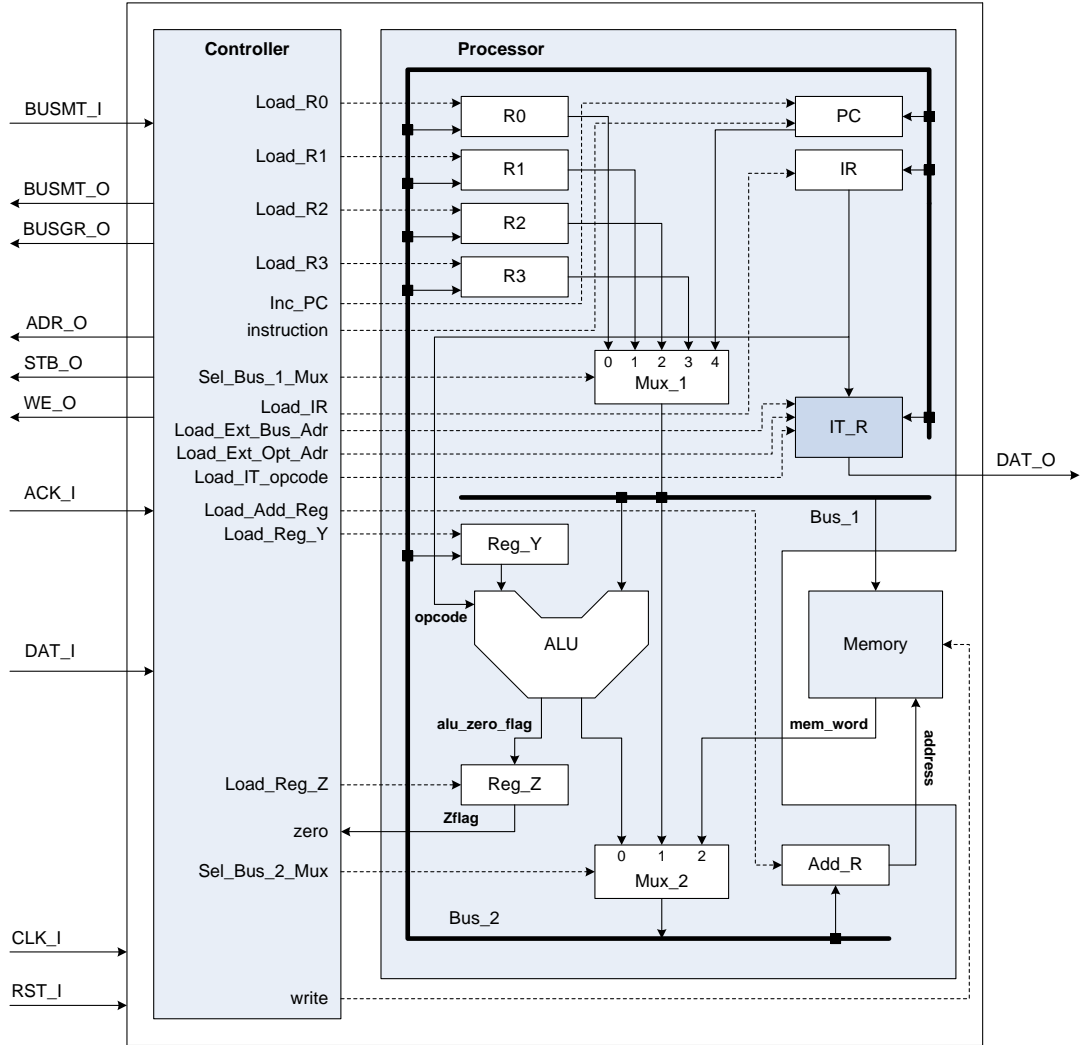 Controller
Processor
BUSMT_I
BUSMT_O
BUSGR_O
ADR_O
STB_O
WE_O
ACK_I
DAT_I
CLK_I
RST_I
Load_R0
Load_R1
Load_R2
Load_R3
Inc_PC
instruction
Sel_Bus_1_Mux
Load_IR
Load_Ext_Bus_Adr
Load_Ext_Opt_Adr
Load_IT_opcode
Load_Add_Reg
Load_Reg_Y
Load_Reg_Z
zero
Sel_Bus_2_Mux
write
R0
R1
R2
R3
PC
IR
0 1 2 3 4
Mux_1
IT_R
DAT_O
Bus_1
Reg_Y
opcode
ALU
Memory
alu_zero_flag
mem_word
address
Reg_Z
Zflag
0 1 2
Mux_2
Add_R
Bus_2